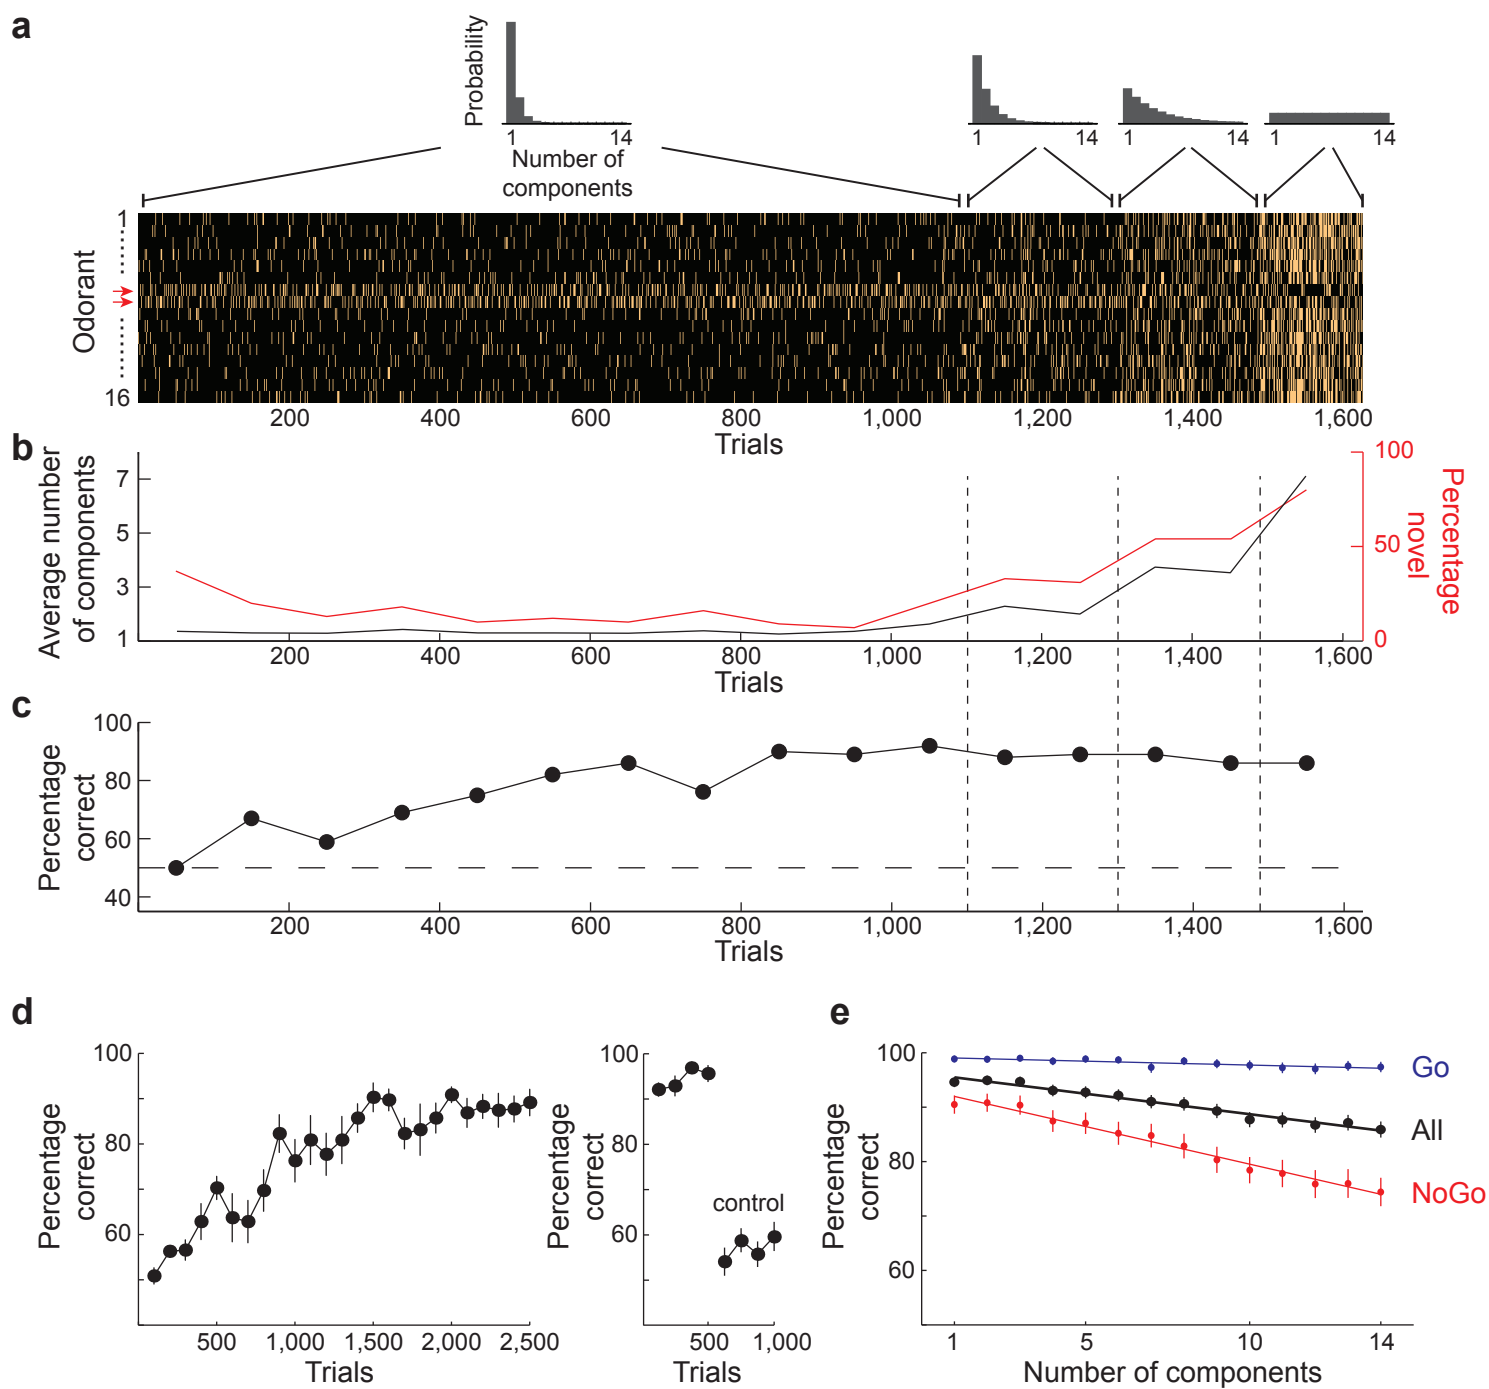 a
Probability
1 14
Number of
components
1 14
1 14
1 14
Odorant
1
16
200 400 600 800 1,000 1,200 1,400 1,600
Trials
b
Average number
of components
7
5
3
1
100
50
0
Percentage
novel
200 400 600 800 1,000 1,200 1,400 1,600
Trials
c
Percentage
correct
100
80
60
40
200 400 600 800 1,000 1,200 1,400 1,600
Trials
d
Percentage
correct
100
80
60
500 1,000 1,500 2,000 2,500
Trials
Percentage
correct
100
80
60
control
500 1,000
Trials
e
Percentage
correct
100
80
60
Go
All
NoGo
1 5 10 14
Number of components